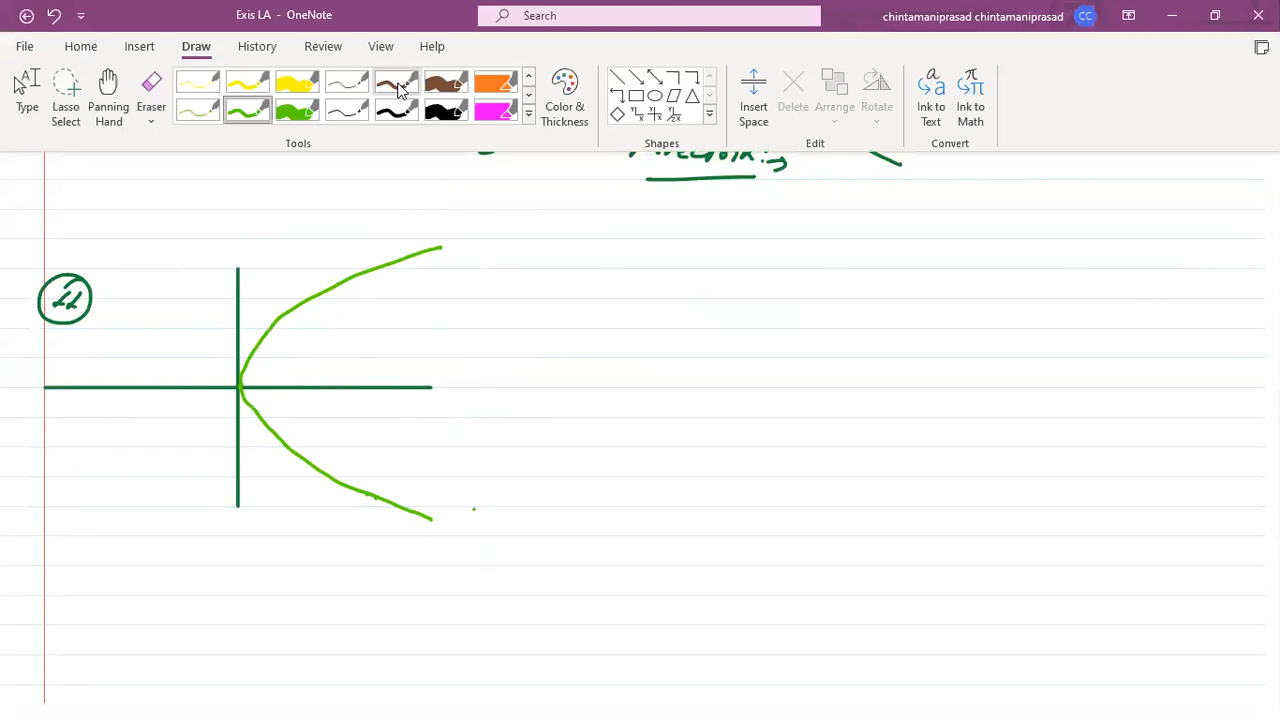 Exis LA - OneNote
Search
chintamaniprasad chintamaniprasad CC
File Home Insert Draw History Review View Help
Type Lasso Select Panning Hand Eraser Color & Thickness Insert Space Delete Arrange Rotate Ink to Text Ink to Math
Tools Shapes Edit Convert